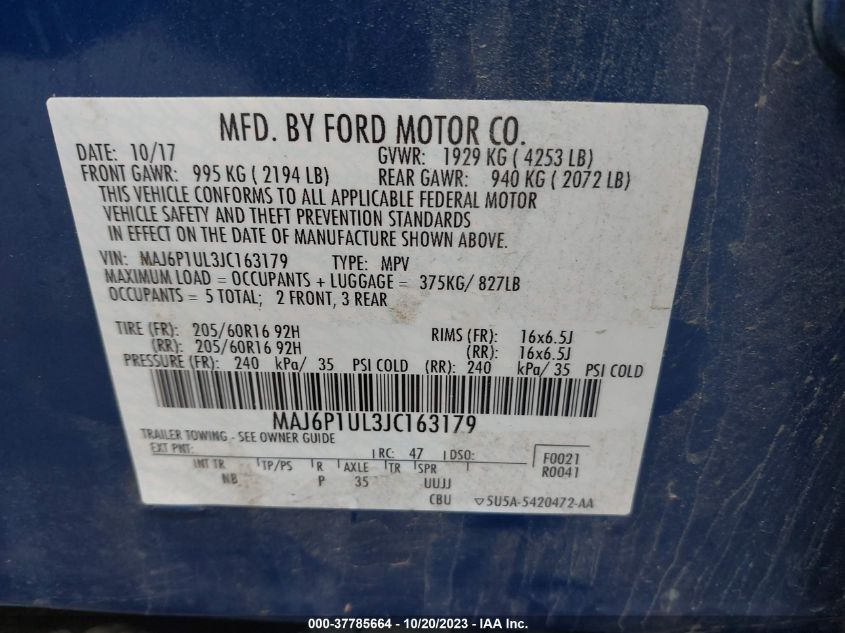 MFD. BY FORD MOTOR CO.
DATE: 10/17 GVWR: 1929 KG ( 4253 LB)
FRONT GAWR: 995 KG ( 2194 LB) REAR GAWR: 940 KG ( 2072 LB)
THIS VEHICLE CONFORMS TO ALL APPLICABLE FEDERAL MOTOR
VEHICLE SAFETY AND THEFT PREVENTION STANDARDS
IN EFFECT ON THE DATE OF MANUFACTURE SHOWN ABOVE.
VIN: MAJ6P1UL3JC163179 TYPE: MPV
MAXIMUM LOAD = OCCUPANTS + LUGGAGE = 375KG/ 827LB
OCCUPANTS = 5 TOTAL; 2 FRONT, 3 REAR
TIRE (FR): 205/60R16 92H RIMS (FR): 16x6.5J
(RR): 205/60R16 92H (RR): 16x6.5J
PRESSURE (FR): 240 kPa/ 35 PSI COLD (RR): 240 kPa/ 35 PSI COLD
MAJ6P1UL3JC163179
TRAILER TOWING - SEE OWNER GUIDE
EXT PNT: RC: 47 DSO: F0021
R0041
INT TR TP/PS R AXLE TR SPR
NB P 35 UUJJ
CBU 5U5A-5420472-AA
000-37785664 - 10/20/2023 - IAA Inc.